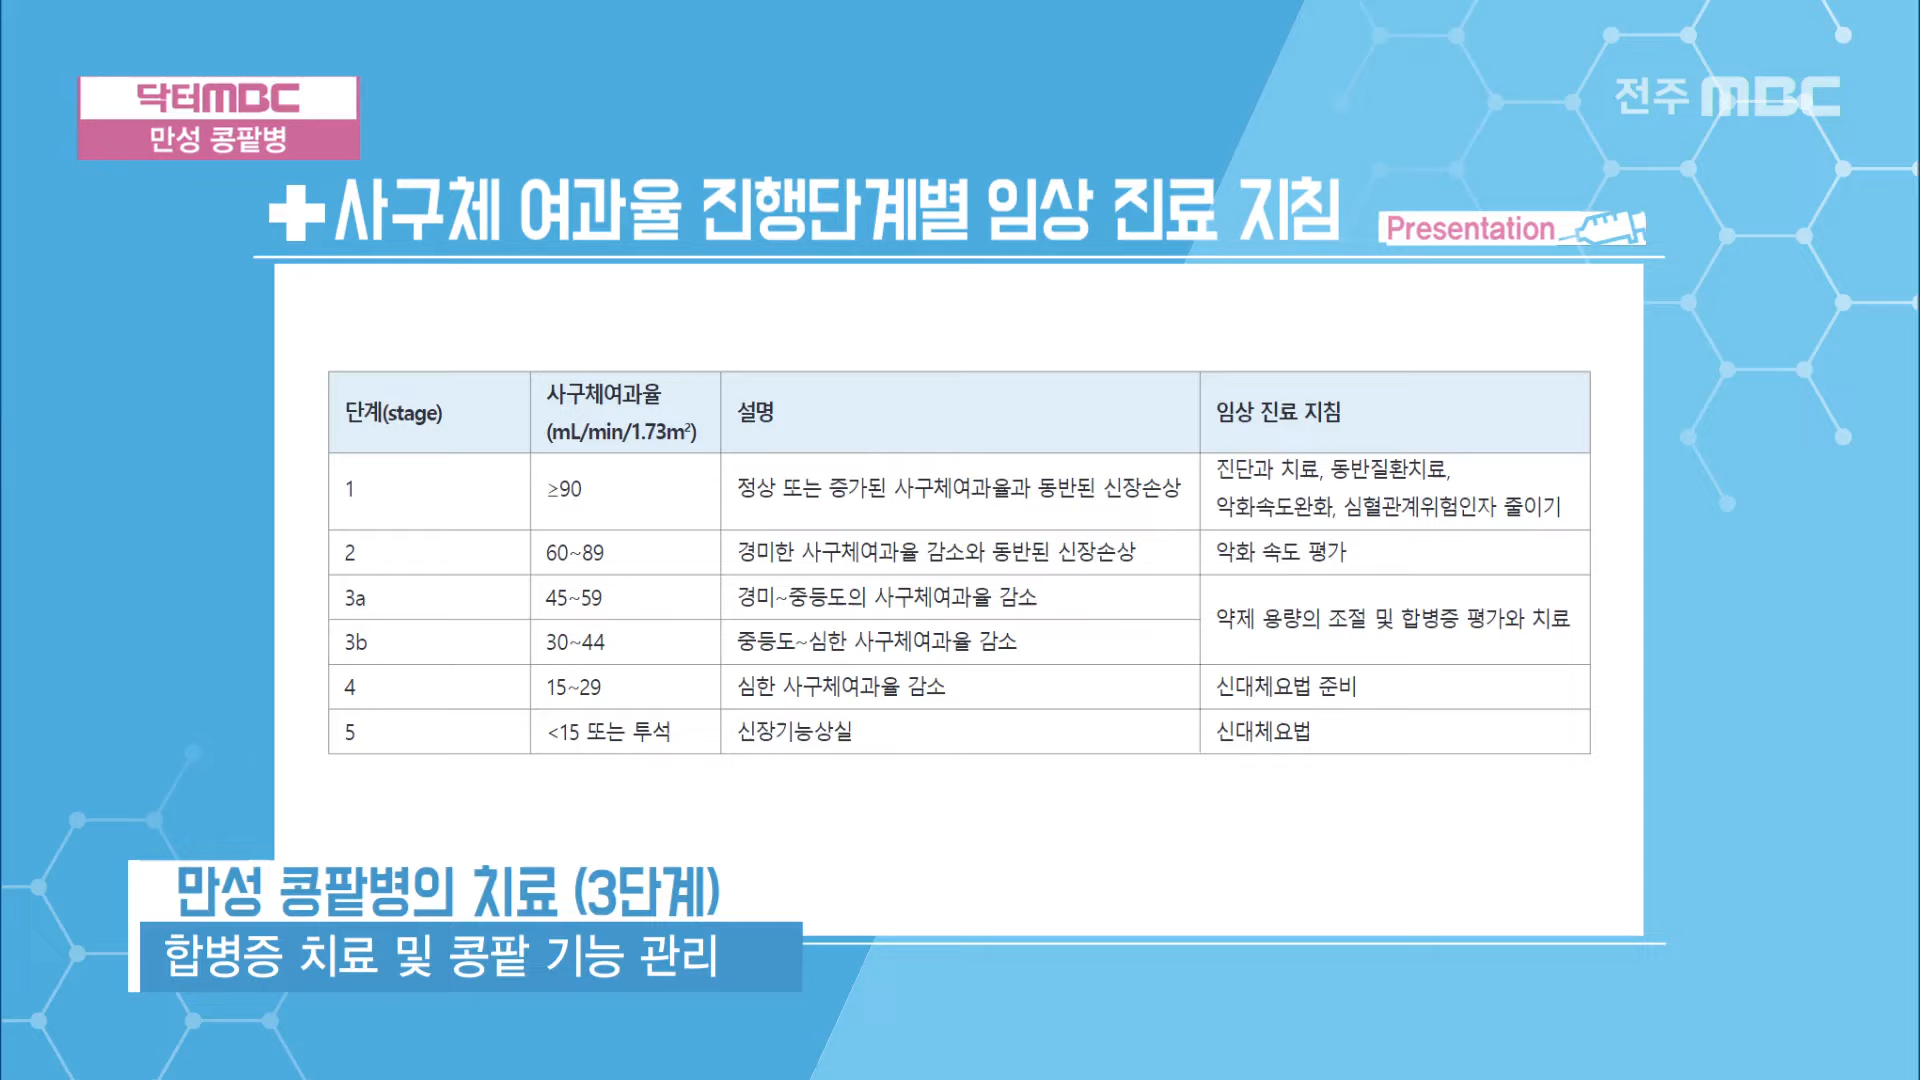 닥터MBC
만성 콩팥병
전주 MBC
사구체 여과율 진행단계별 임상 진료 지침
Presentation
단계(stage)
사구체여과율
(mL/min/1.73m²)
설명
임상 진료 지침
1
≥90
정상 또는 증가된 사구체여과율과 동반된 신장손상
진단과 치료, 동반질환치료,
악화속도완화, 심혈관계위험인자 줄이기
2
60~89
경미한 사구체여과율 감소와 동반된 신장손상
악화 속도 평가
3a
45~59
경미~중등도의 사구체여과율 감소
약제 용량의 조절 및 합병증 평가와 치료
3b
30~44
중등도~심한 사구체여과율 감소
4
15~29
심한 사구체여과율 감소
신대체요법 준비
5
<15 또는 투석
신장기능상실
신대체요법
만성 콩팥병의 치료 (3단계)
합병증 치료 및 콩팥 기능 관리